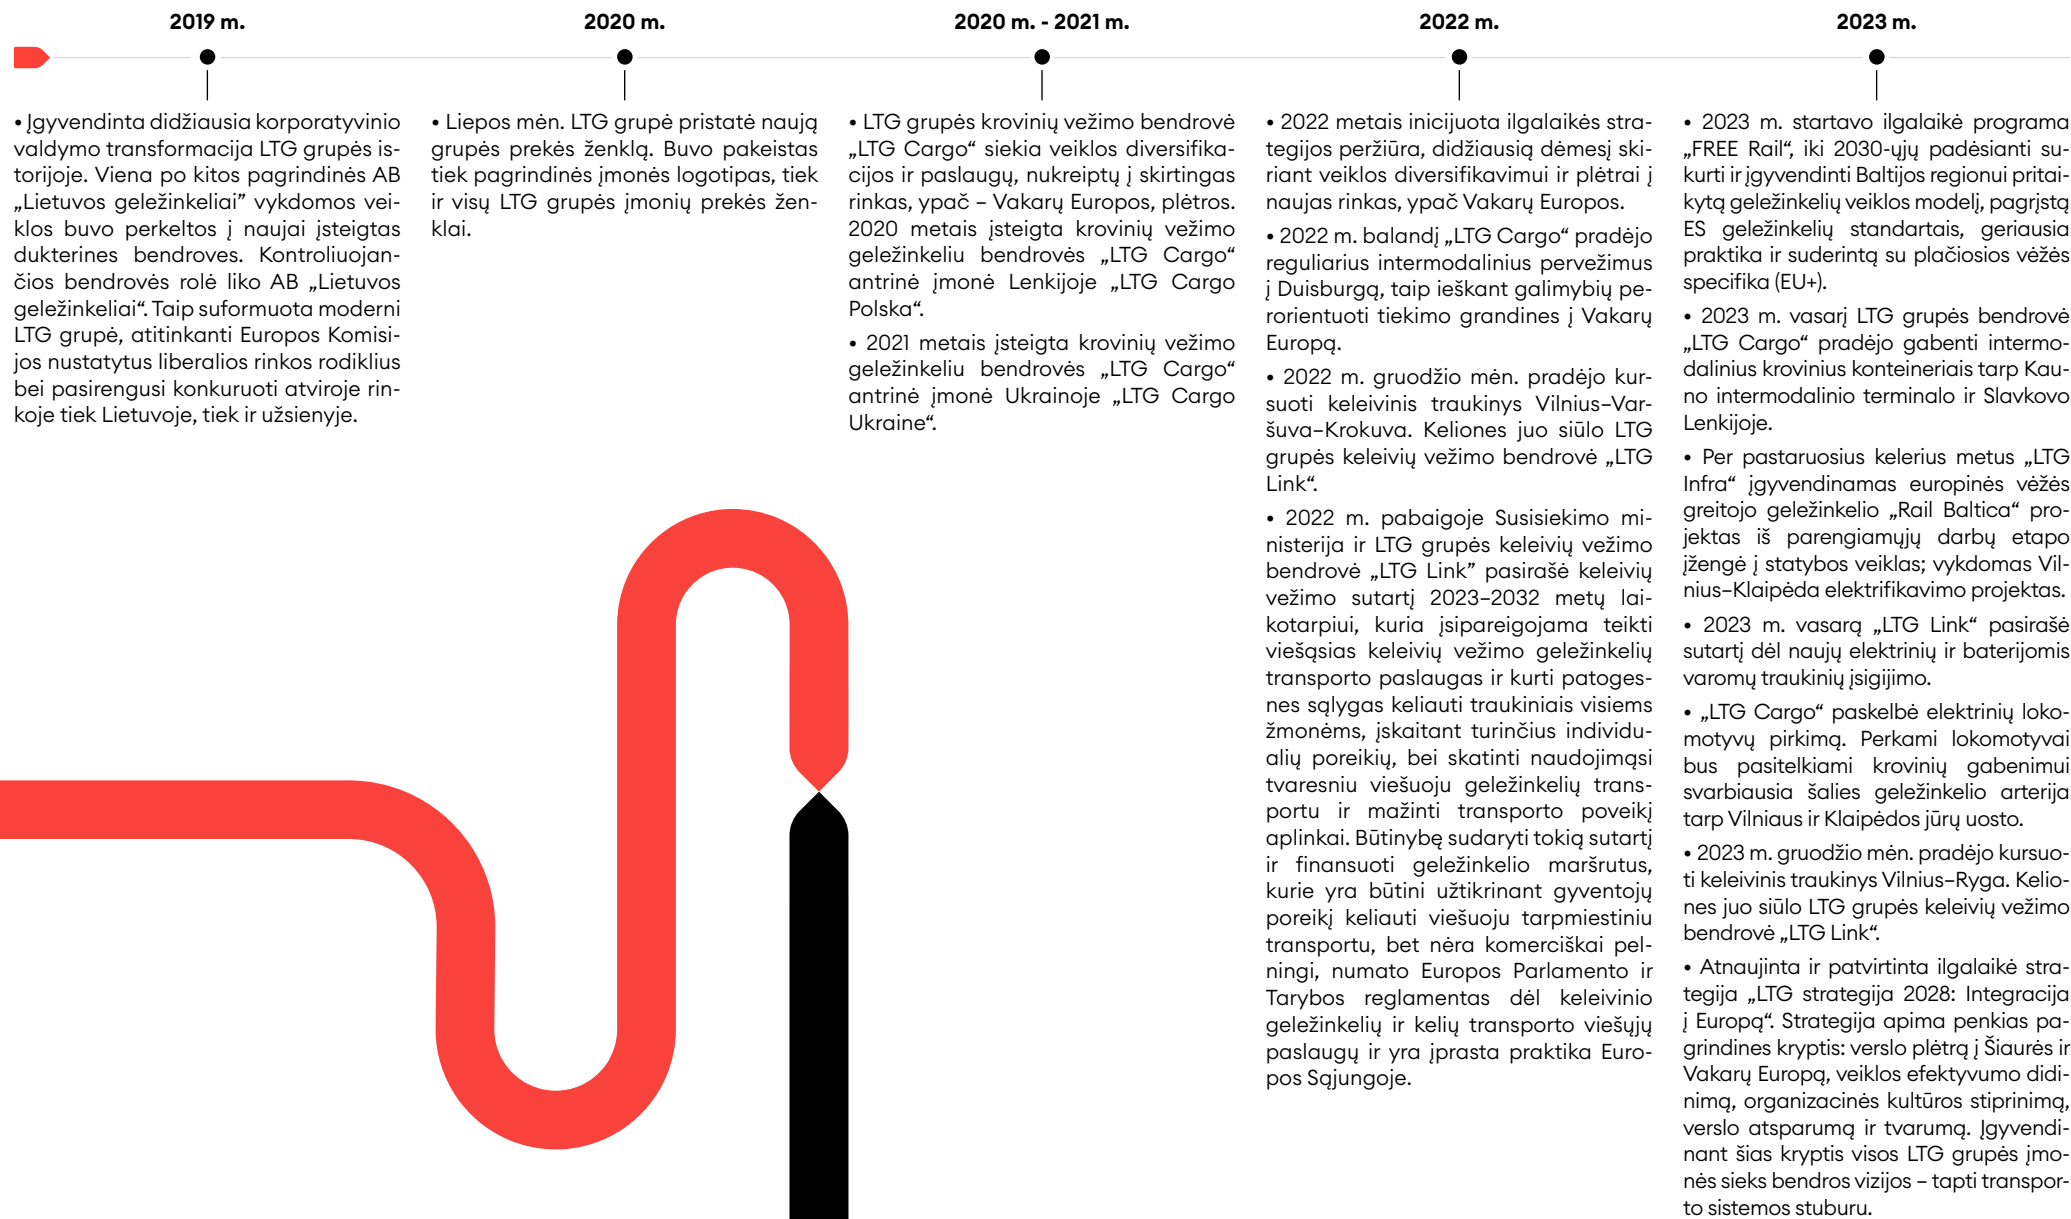 2019 m.
• Įgyvendinta didžiausia korporatyvinio
valdymo transformacija LTG grupės is-
torijoje. Viena po kitos pagrindinės AB
„Lietuvos geležinkeliai” vykdomos vei-
klos buvo perkeltos į naujai įsteigtas
dukterines bendroves. Kontroliuojan-
čios bendrovės rolė liko AB „Lietuvos
geležinkeliai“. Taip suformuota moderni
LTG grupė, atitinkanti Europos Komisi-
jos nustatytus liberalios rinkos rodiklius
bei pasirengusi konkuruoti atviroje rin-
koje tiek Lietuvoje, tiek ir užsienyje.
2020 m.
• Liepos mėn. LTG grupė pristatė naują
grupės prekės ženklą. Buvo pakeistas
tiek pagrindinės įmonės logotipas, tiek
ir visų LTG grupės įmonių prekės žen-
klai.
2020 m. - 2021 m.
• LTG grupės krovinių vežimo bendrovė
„LTG Cargo“ siekia veiklos diversifika-
cijos ir paslaugų, nukreiptų į skirtingas
rinkas, ypač – Vakarų Europos, plėtros.
2020 metais įsteigta krovinių vežimo
geležinkeliu bendrovės „LTG Cargo“
antrinė įmonė Lenkijoje „LTG Cargo
Polska“.
• 2021 metais įsteigta krovinių vežimo
geležinkeliu bendrovės „LTG Cargo“
antrinė įmonė Ukrainoje „LTG Cargo
Ukraine“.
2022 m.
• 2022 metais inicijuota ilgalaikės stra-
tegijos peržiūra, didžiausią dėmesį ski-
riant veiklos diversifikavimui ir plėtrai į
naujas rinkas, ypač Vakarų Europos.
• 2022 m. balandį „LTG Cargo“ pradėjo
reguliarius intermodalinius pervežimus
į Duisburgą, taip ieškant galimybių pe-
rorientuoti tiekimo grandines į Vakarų
Europą.
• 2022 m. gruodžio mėn. pradėjo kur-
suoti keleivinis traukinys Vilnius–Var-
šuva–Krokuva. Keliones juo siūlo LTG
grupės keleivių vežimo bendrovė „LTG
Link“.
• 2022 m. pabaigoje Susisiekimo mi-
nisterija ir LTG grupės keleivių vežimo
bendrovė „LTG Link” pasirašė keleivių
vežimo sutartį 2023–2032 metų lai-
kotarpiui, kuria įsipareigojama teikti
viešąsias keleivių vežimo geležinkelių
transporto paslaugas ir kurti patoges-
nes sąlygas keliauti traukiniais visiems
žmonėms, įskaitant turinčius individu-
alių poreikių, bei skatinti naudojimąsi
tvaresniu viešuoju geležinkelių trans-
portu ir mažinti transporto poveikį
aplinkai. Būtinybę sudaryti tokią sutartį
ir finansuoti geležinkelio maršrutus,
kurie yra būtini užtikrinant gyventojų
poreikį keliauti viešuoju tarpmiestiniu
transportu, bet nėra komerciškai pel-
ningi, numato Europos Parlamento ir
Tarybos reglamentas dėl keleivinio
geležinkelių ir kelių transporto viešųjų
paslaugų ir yra įprasta praktika Euro-
pos Sąjungoje.
2023 m.
• 2023 m. startavo ilgalaikė programa
„FREE Rail“, iki 2030-ųjų padėsianti su-
kurti ir įgyvendinti Baltijos regionui pritai-
kytą geležinkelių veiklos modelį, pagrįstą
ES geležinkelių standartais, geriausia
praktika ir suderintą su plačiosios vėžės
specifika (EU+).
• 2023 m. vasarį LTG grupės bendrovė
„LTG Cargo“ pradėjo gabenti intermo-
dalinius krovinius konteineriais tarp Kau-
no intermodalinio terminalo ir Slavkovo
Lenkijoje.
• Per pastaruosius kelerius metus „LTG
Infra“ įgyvendinamas europinės vėžės
greitojo geležinkelio „Rail Baltica“ pro-
jektas iš parengiamųjų darbų etapo
įžengė į statybos veiklas; vykdomas Vil-
nius–Klaipėda elektrifikavimo projektas.
• 2023 m. vasarą „LTG Link“ pasirašė
sutartį dėl naujų elektrinių ir baterijomis
varomų traukinių įsigijimo.
• „LTG Cargo“ paskelbė elektrinių loko-
motyvų pirkimą. Perkami lokomotyvai
bus pasitelkiami krovinių gabenimui
svarbiausia šalies geležinkelio arterija
tarp Vilniaus ir Klaipėdos jūrų uosto.
• 2023 m. gruodžio mėn. pradėjo kursuo-
ti keleivinis traukinys Vilnius–Ryga. Kelio-
nes juo siūlo LTG grupės keleivių vežimo
bendrovė „LTG Link“.
• Atnaujinta ir patvirtinta ilgalaikė stra-
tegija „LTG strategija 2028: Integracija
į Europą“. Strategija apima penkias pa-
grindines kryptis: verslo plėtrą į Šiaurės ir
Vakarų Europą, veiklos efektyvumo didi-
nimą, organizacinės kultūros stiprinimą,
verslo atsparumą ir tvarumą. Įgyvendi-
nant šias kryptis visos LTG grupės įmo-
nės sieks bendros vizijos – tapti transpor-
to sistemos stuburu.